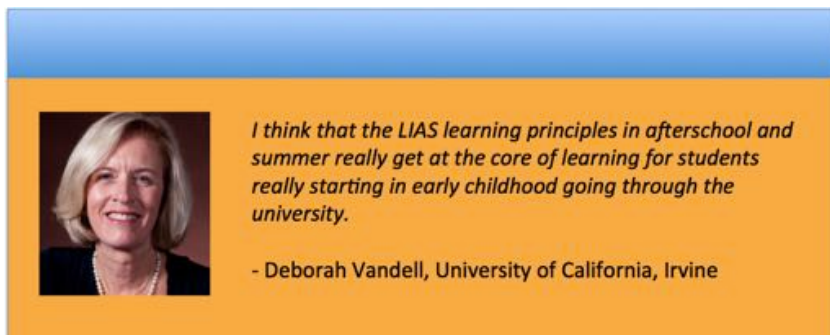 I think that the LIAS learning principles in afterschool and
summer really get at the core of learning for students
really starting in early childhood going through the
university.
- Deborah Vandell, University of California, Irvine